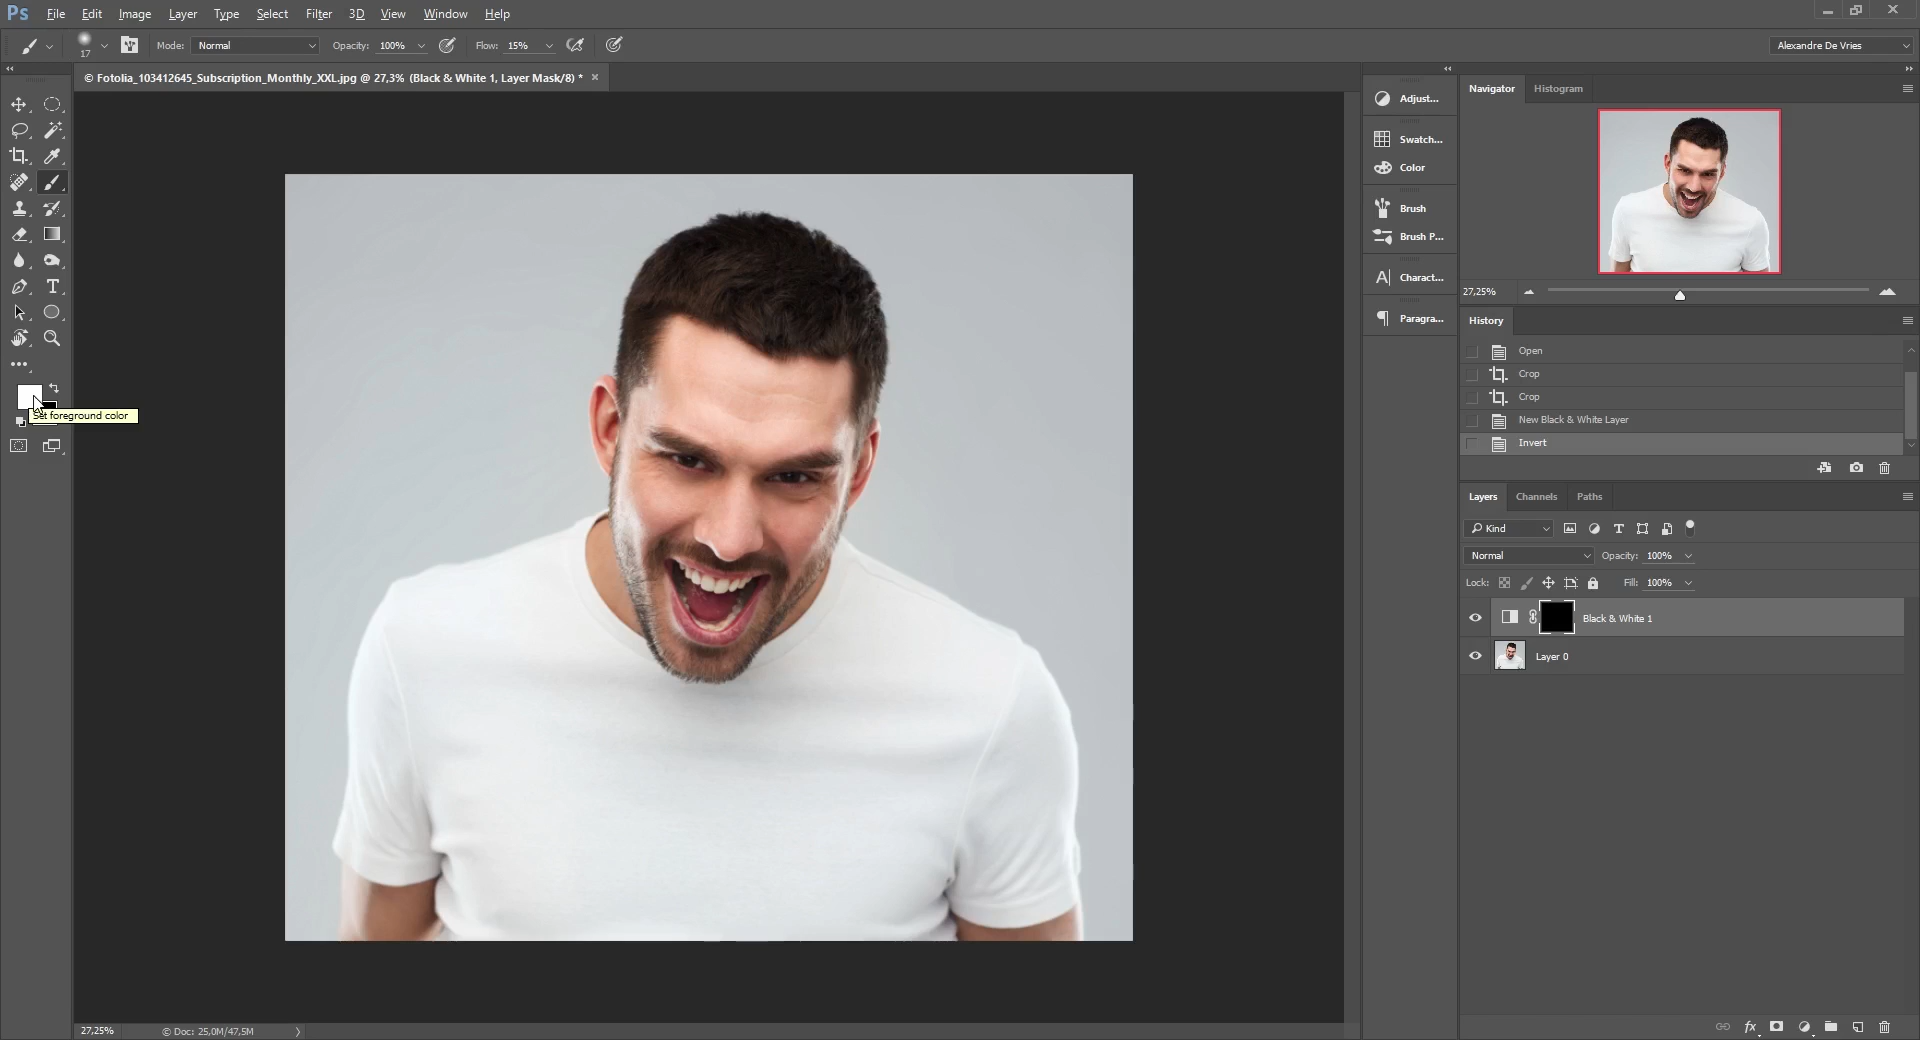 Ps File Edit Image Layer Type Select Filter 3D View Window Help
17 Mode: Normal Opacity: 100% Flow: 15% Alexandre De Vries
© Fotolia_103412645_Subscription_Monthly_XXL.jpg @ 27,3% (Black & White 1, Layer Mask/8) * ×
Set foreground color
27,25% © Doc: 25,0M/47,5M
Adjust...
Swatch...
Color
Brush
Brush P...
Charact...
Paragra...
Navigator Histogram
27,25%
History
Open
Crop
Crop
New Black & White Layer
Invert
Layers Channels Paths
Kind
Normal Opacity: 100%
Lock: Fill: 100%
Black & White 1
Layer 0
fx